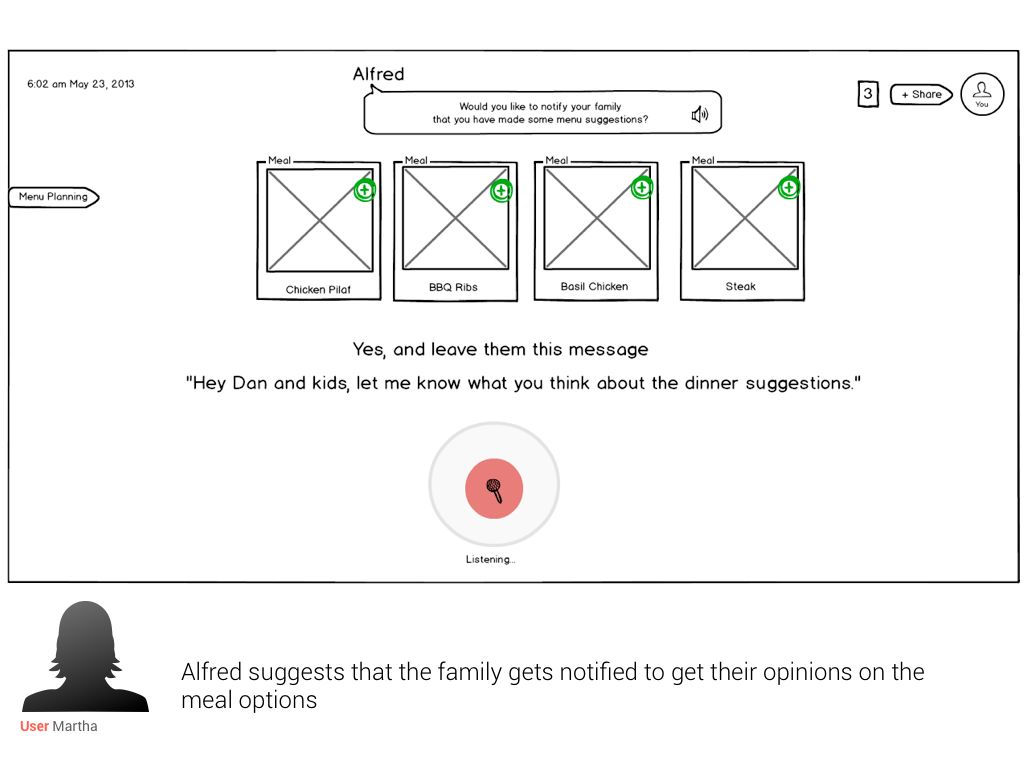 Alfred
6:02 am May 23, 2013
Would you like to notify your family
that you have made some menu suggestions?
3
+ Share
You
Menu Planning
Meal
Meal
Meal
Meal
Chicken Pilaf
BBQ Ribs
Basil Chicken
Steak
Yes, and leave them this message
"Hey Dan and kids, let me know what you think about the dinner suggestions."
Listening...
Alfred suggests that the family gets notified to get their opinions on the
meal options
User Martha